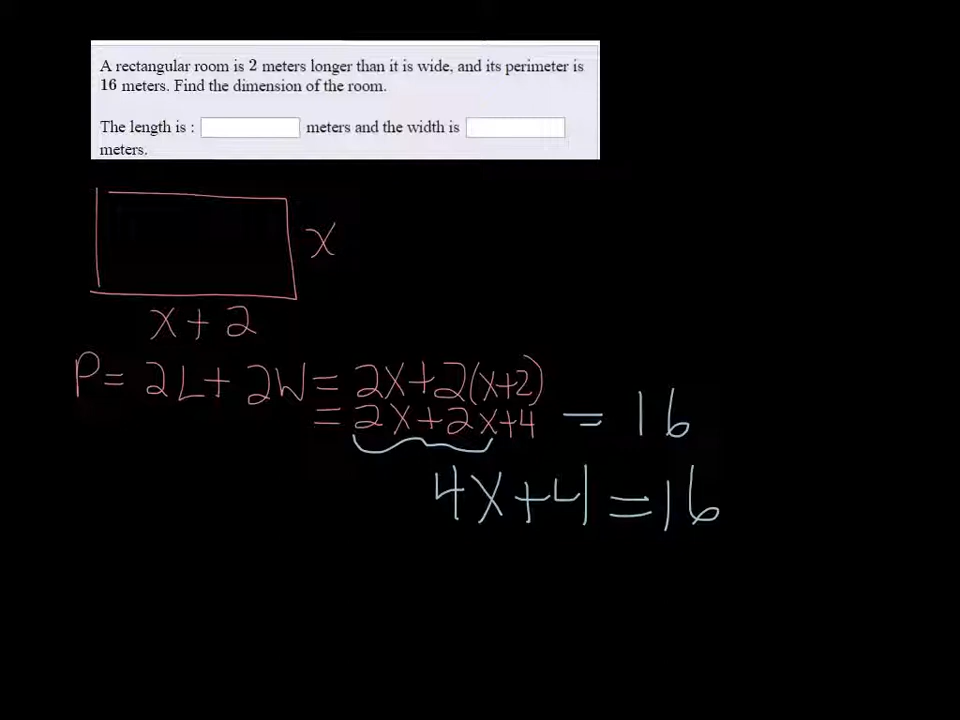 A rectangular room is 2 meters longer than it is wide, and its perimeter is
16 meters. Find the dimension of the room.
The length is : meters and the width is
meters.
x
x + 2
P = 2L + 2W = 2x + 2(x+2)
= 2x + 2x + 4 = 16
4x + 4 = 16